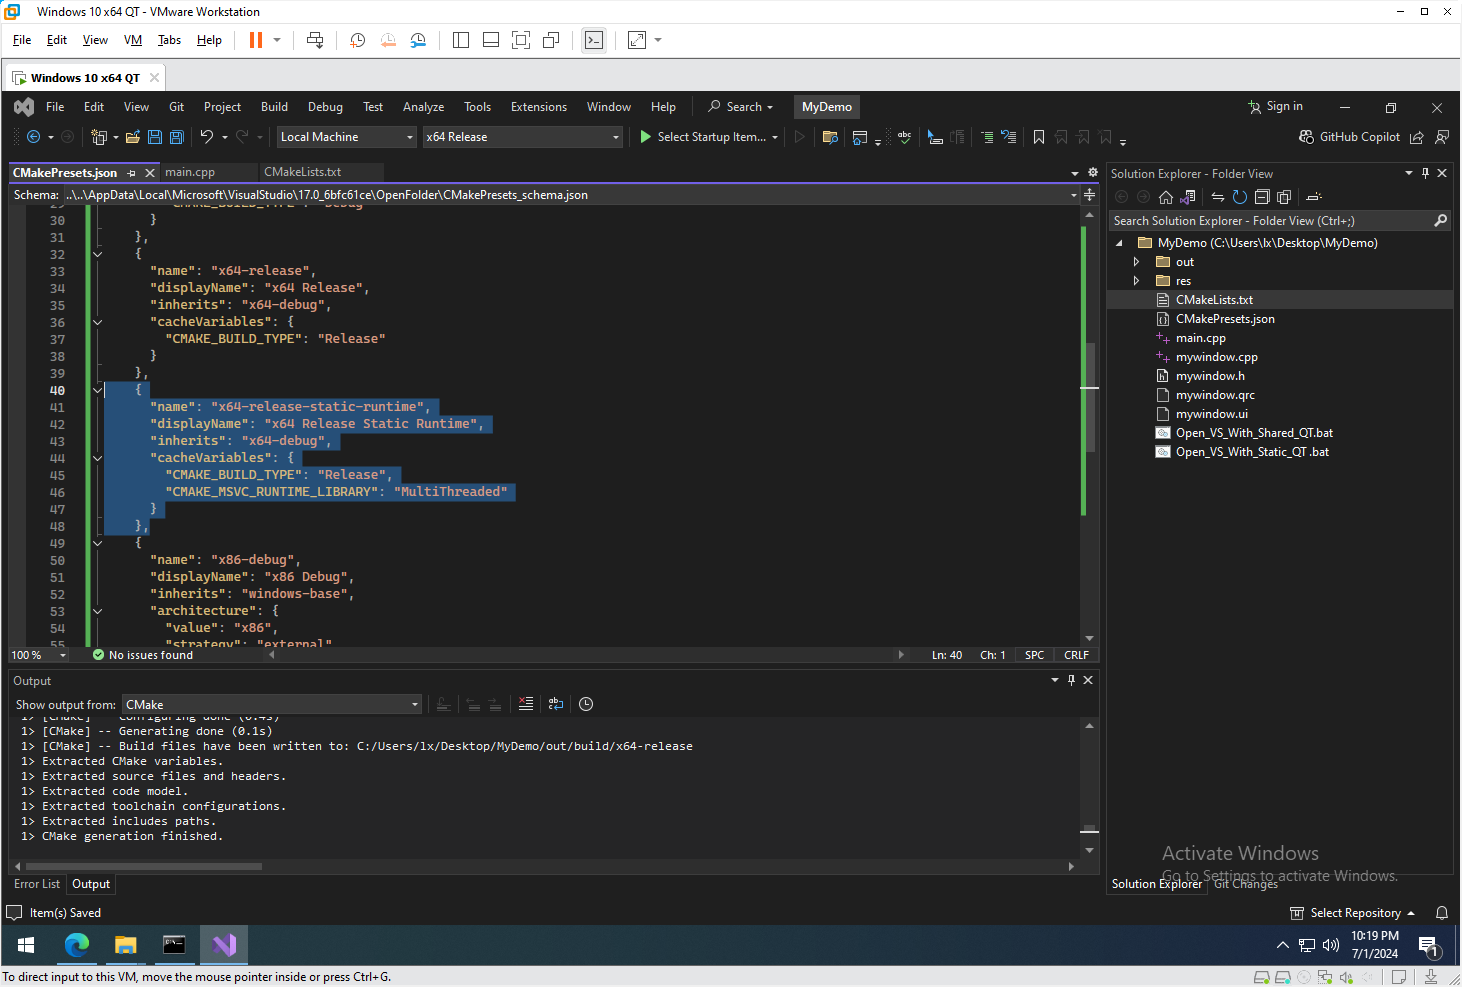 Windows 10 x64 QT - VMware Workstation
File Edit View VM Tabs Help
Windows 10 x64 QT
File Edit View Git Project Build Debug Test Analyze Tools Extensions Window Help Search MyDemo Sign in
Local Machine x64 Release Select Startup Item... GitHub Copilot
CMakePresets.json main.cpp CMakeLists.txt
Schema: ..\..\AppData\Local\Microsoft\VisualStudio\17.0_6bfc61ce\OpenFolder\CMakePresets_schema.json
29 "CMAKE_BUILD_TYPE": "Debug"
30 }
31 },
32 {
33 "name": "x64-release",
34 "displayName": "x64 Release",
35 "inherits": "x64-debug",
36 "cacheVariables": {
37 "CMAKE_BUILD_TYPE": "Release"
38 }
39 },
40 {
41 "name": "x64-release-static-runtime",
42 "displayName": "x64 Release Static Runtime",
43 "inherits": "x64-debug",
44 "cacheVariables": {
45 "CMAKE_BUILD_TYPE": "Release",
46 "CMAKE_MSVC_RUNTIME_LIBRARY": "MultiThreaded"
47 }
48 },
49 {
50 "name": "x86-debug",
51 "displayName": "x86 Debug",
52 "inherits": "windows-base",
53 "architecture": {
54 "value": "x86",
55 "strategy": "external"
100 % No issues found Ln: 40 Ch: 1 SPC CRLF
Output
Show output from: CMake
1> [CMake] -- Configuring done (0.4s)
1> [CMake] -- Generating done (0.1s)
1> [CMake] -- Build files have been written to: C:/Users/lx/Desktop/MyDemo/out/build/x64-release
1> Extracted CMake variables.
1> Extracted source files and headers.
1> Extracted code model.
1> Extracted toolchain configurations.
1> Extracted includes paths.
1> CMake generation finished.
Error List Output
Solution Explorer - Folder View
Search Solution Explorer - Folder View (Ctrl+;)
MyDemo (C:\Users\lx\Desktop\MyDemo)
out
res
CMakeLists.txt
CMakePresets.json
main.cpp
mywindow.cpp
mywindow.h
mywindow.qrc
mywindow.ui
Open_VS_With_Shared_QT.bat
Open_VS_With_Static_QT .bat
Activate Windows
Go to Settings to activate Windows.
Solution Explorer Git Changes
Item(s) Saved Select Repository
10:19 PM
7/1/2024
1
To direct input to this VM, move the mouse pointer inside or press Ctrl+G.